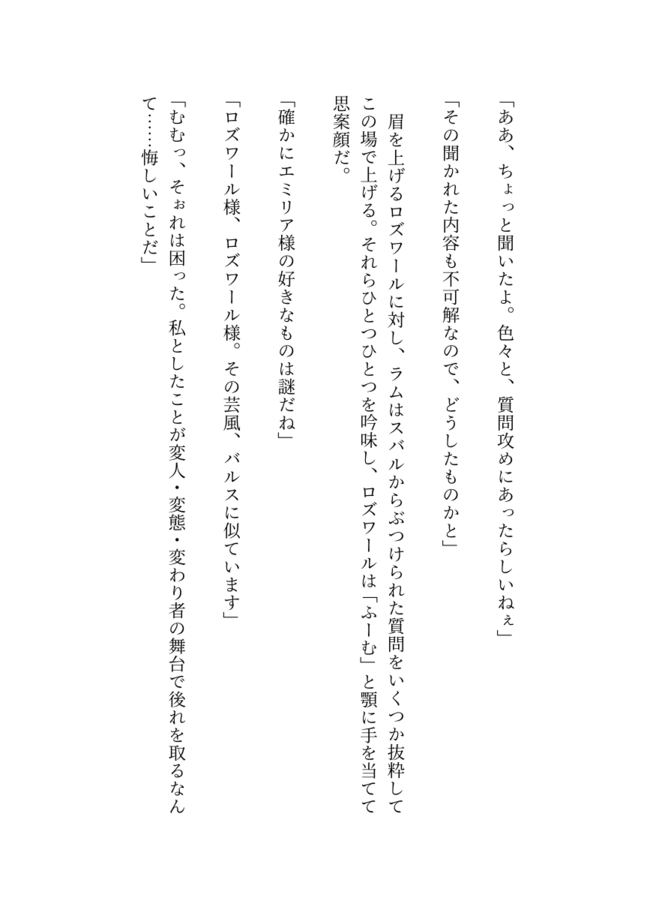 「ああ、ちょっと聞いたよ。色々と、質問攻めにあったらしいねぇ」
「その聞かれた内容も不可解なので、どうしたものかと」
眉を上げるロズワールに対し、ラムはスバルからぶつけられた質問をいくつか抜粋して
この場で上げる。それらひとつひとつを吟味し、ロズワールは「ふーむ」と顎に手を当てて
思案顔だ。
「確かにエミリア様の好きなものは謎だね」
「ロズワール様、ロズワール様。その芸風、バルスに似ています」
「むむっ、そぉれは困った。私としたことが変人・変態・変わり者の舞台で後れを取るなん
て……悔しいことだ」